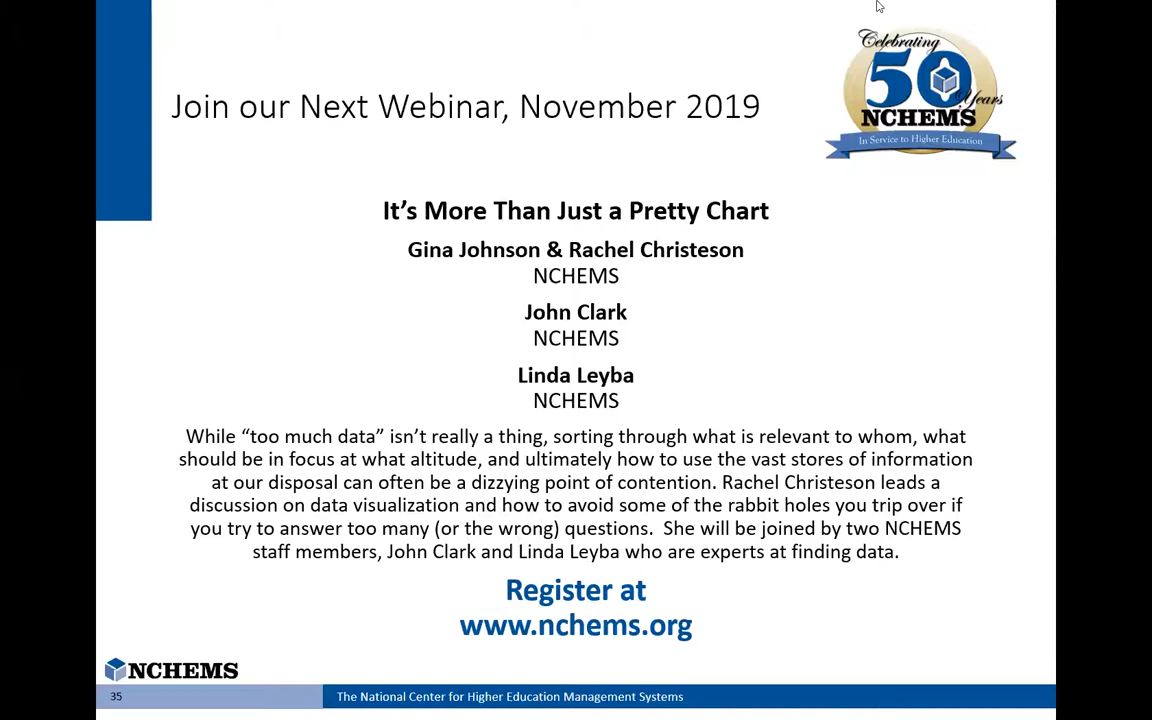 Celebrating
50
Years
NCHEMS
In Service to Higher Education
Join our Next Webinar, November 2019
It’s More Than Just a Pretty Chart
Gina Johnson & Rachel Christeson
NCHEMS
John Clark
NCHEMS
Linda Leyba
NCHEMS
While “too much data” isn’t really a thing, sorting through what is relevant to whom, what
should be in focus at what altitude, and ultimately how to use the vast stores of information
at our disposal can often be a dizzying point of contention. Rachel Christeson leads a
discussion on data visualization and how to avoid some of the rabbit holes you trip over if
you try to answer too many (or the wrong) questions.  She will be joined by two NCHEMS
staff members, John Clark and Linda Leyba who are experts at finding data.
Register at
www.nchems.org
NCHEMS
35
The National Center for Higher Education Management Systems